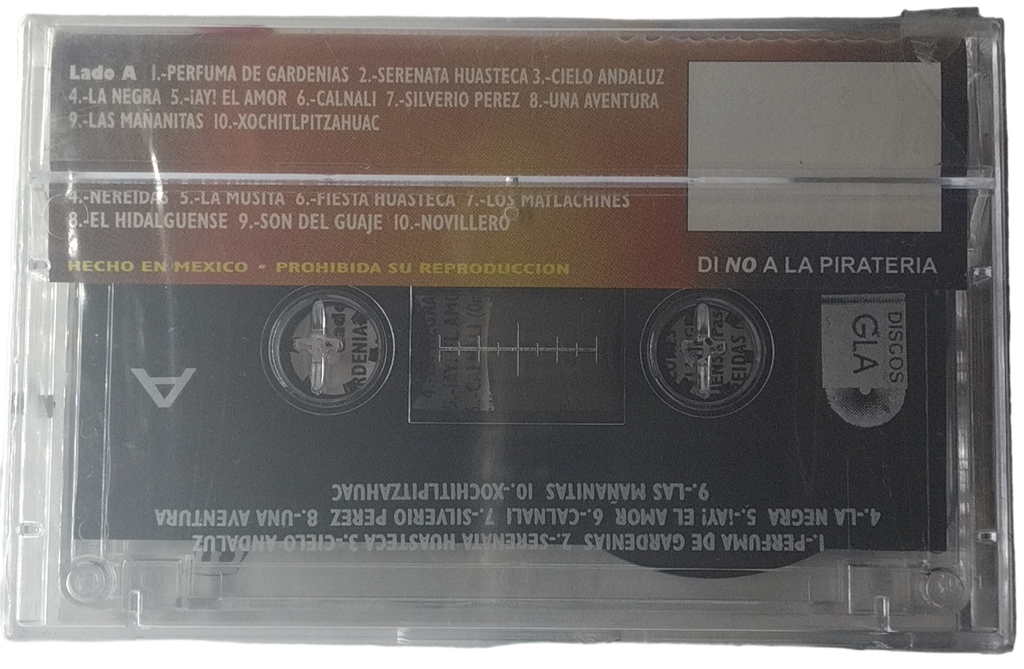 Lado A 1.-PERFUMA DE GARDENIAS 2.-SERENATA HUASTECA 3.-CIELO ANDALUZ
4.-LA NEGRA 5.-¡AY! EL AMOR 6.-CALNALI 7.-SILVERIO PEREZ 8.-UNA AVENTURA
9.-LAS MAÑANITAS 10.-XOCHITLPITZAHUAC
4.-NEREIDAS 5.-LA MUSITA 6.-FIESTA HUASTECA 7.-LOS MATLACHINES
8.-EL HIDALGUENSE 9.-SON DEL GUAJE 10.-NOVILLERO
HECHO EN MEXICO - PROHIBIDA SU REPRODUCCION
DI NO A LA PIRATERIA
DISCOS
GLA
A
1.-PERFUMA DE GARDENIAS 2.-SERENATA HUASTECA 3.-CIELO ANDALUZ
4.-LA NEGRA 5.-¡AY! EL AMOR 6.-CALNALI 7.-SILVERIO PEREZ 8.-UNA AVENTURA
9.-LAS MAÑANITAS 10.-XOCHITLPITZAHUAC